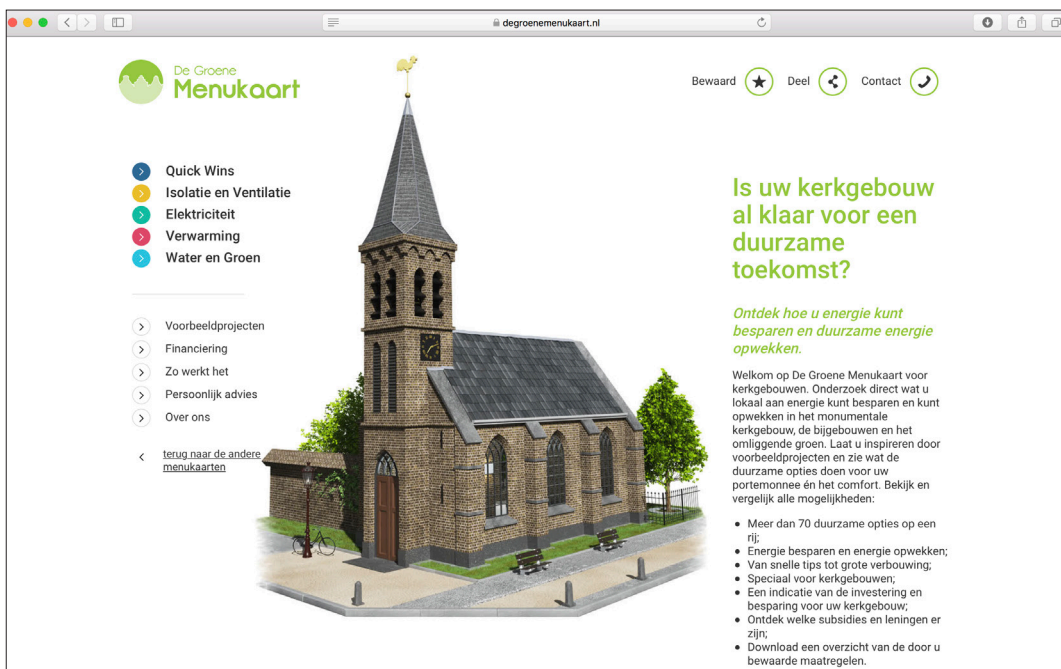 degroenemenukaart.nl
De Groene
Menukaart
Bewaard
Deel
Contact
Quick Wins
Isolatie en Ventilatie
Elektriciteit
Verwarming
Water en Groen
Voorbeeldprojecten
Financiering
Zo werkt het
Persoonlijk advies
Over ons
terug naar de andere
menukaarten
Is uw kerkgebouw
al klaar voor een
duurzame
toekomst?
Ontdek hoe u energie kunt
besparen en duurzame energie
opwekken.
Welkom op De Groene Menukaart voor
kerkgebouwen. Onderzoek direct wat u
lokaal aan energie kunt besparen en kunt
opwekken in het monumentale
kerkgebouw, de bijgebouwen en het
omliggende groen. Laat u inspireren door
voorbeeldprojecten en zie wat de
duurzame opties doen voor uw
portemonnee én het comfort. Bekijk en
vergelijk alle mogelijkheden:
• Meer dan 70 duurzame opties op een
rij;
• Energie besparen en energie opwekken;
• Van snelle tips tot grote verbouwing;
• Speciaal voor kerkgebouwen;
• Een indicatie van de investering en
besparing voor uw kerkgebouw;
• Ontdek welke subsidies en leningen er
zijn;
• Download een overzicht van de door u
bewaarde maatregelen.